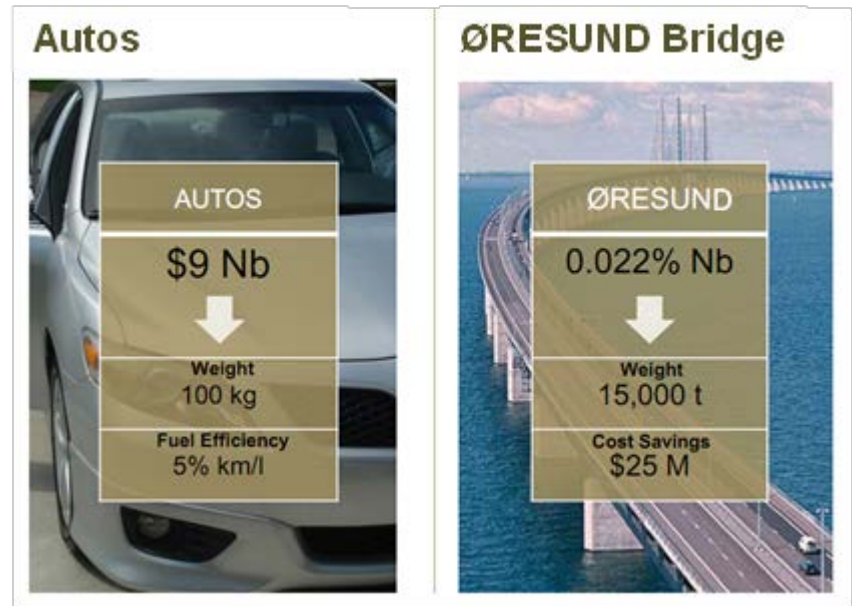 Autos
AUTOS
$9 Nb
Weight
100 kg
Fuel Efficiency
5% km/l
ØRESUND Bridge
ØRESUND
0.022% Nb
Weight
15,000 t
Cost Savings
$25 M